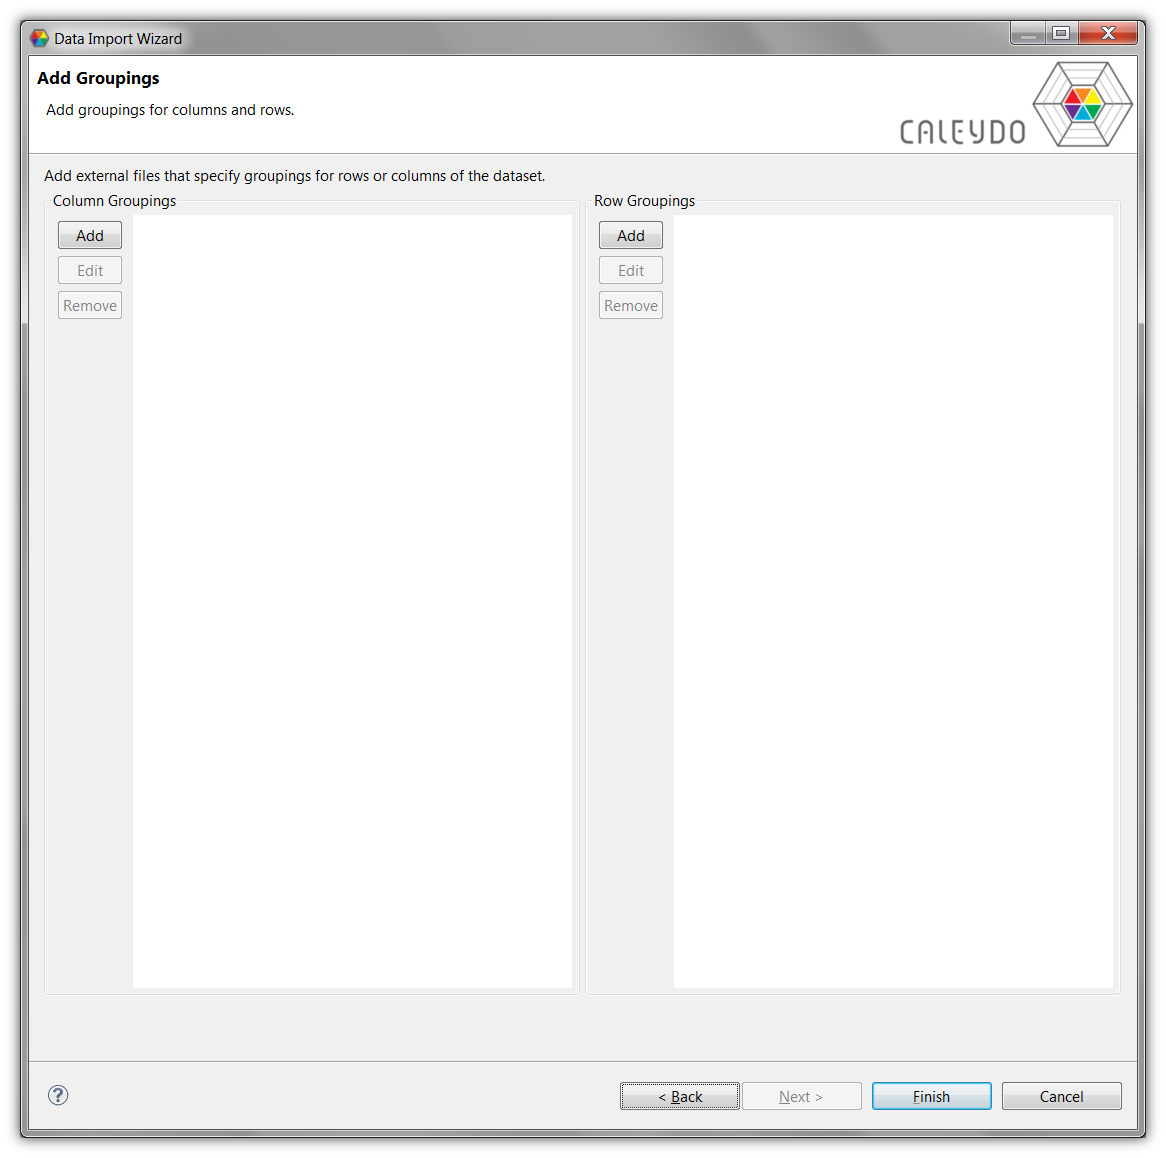 Data Import Wizard
Add Groupings
Add groupings for columns and rows.
CALEYDO
Add external files that specify groupings for rows or columns of the dataset.
Column Groupings
Add
Edit
Remove
Row Groupings
Add
Edit
Remove
?
< Back
Next >
Finish
Cancel